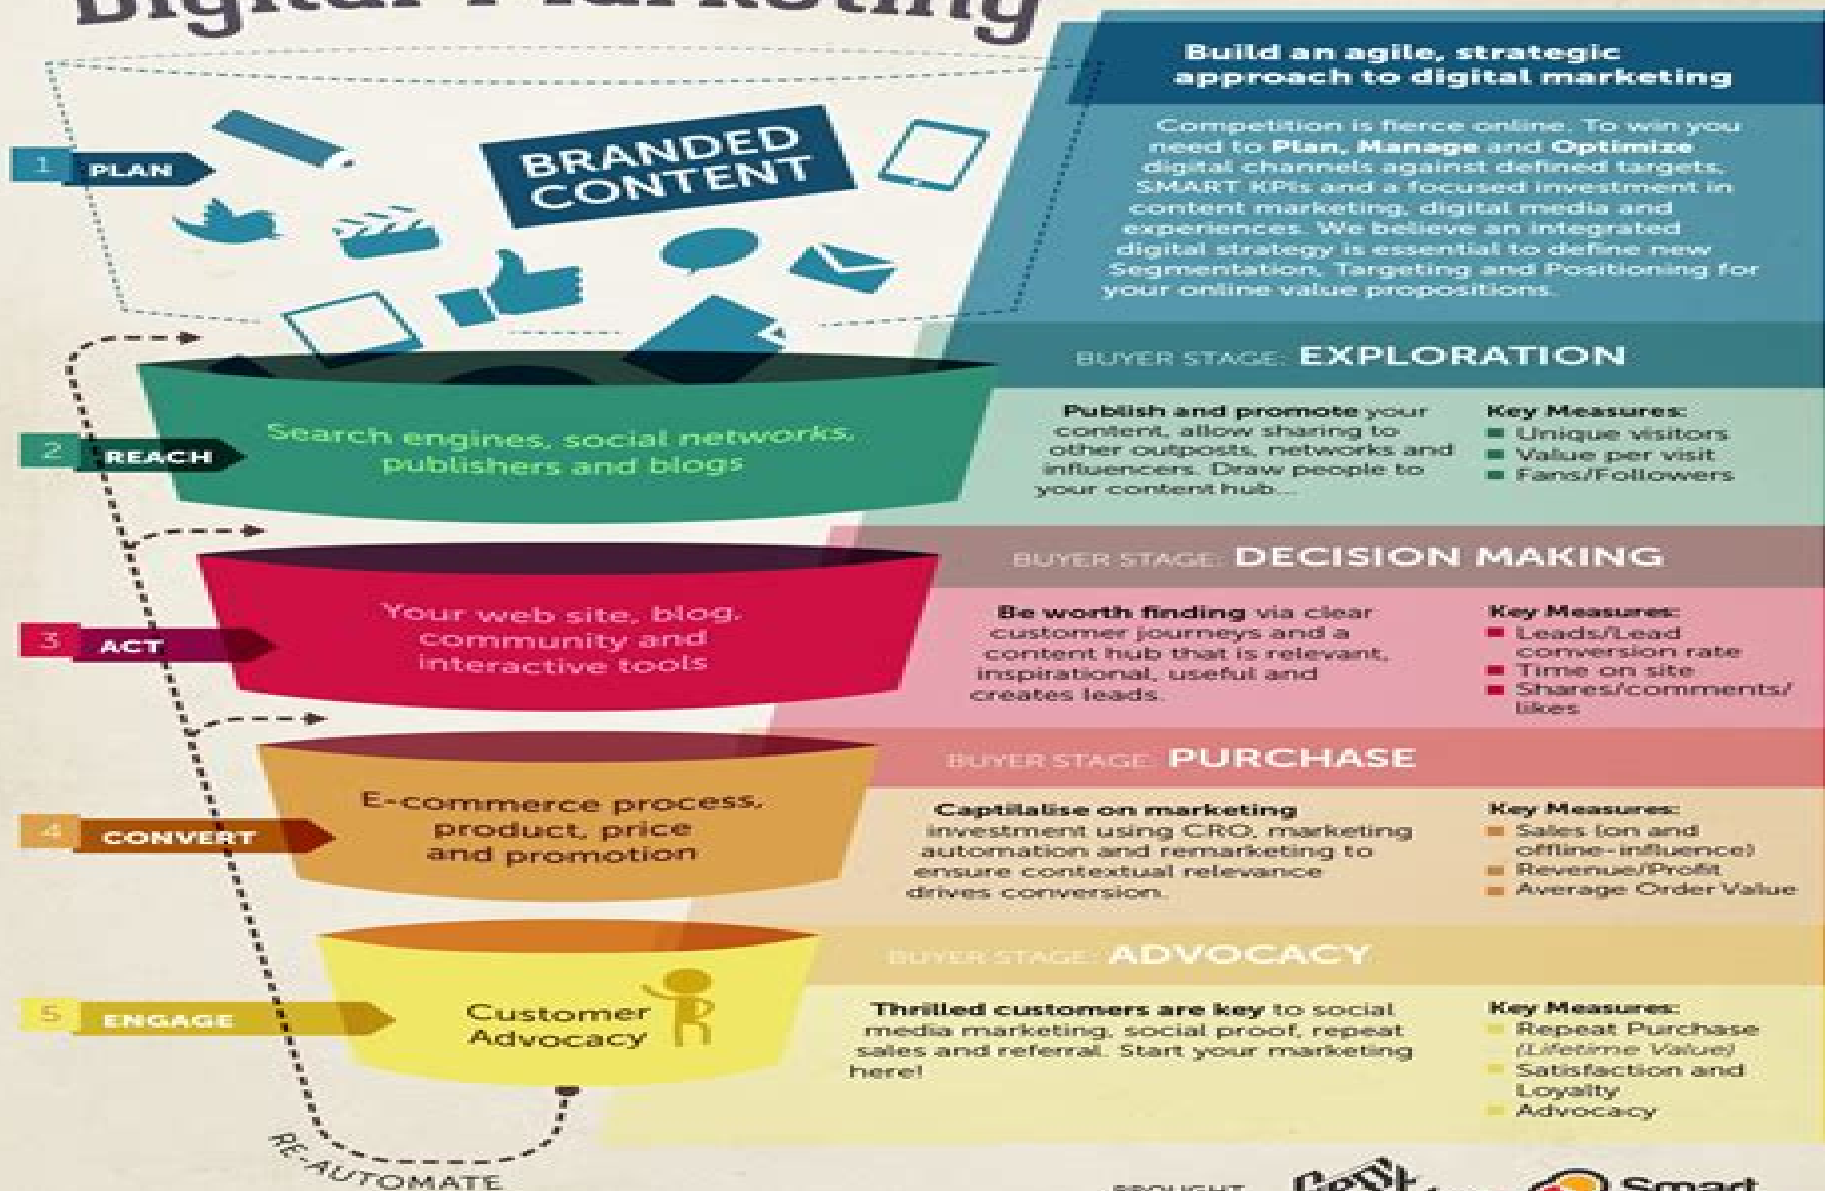 Digital Marketing
Build an agile, strategic
approach to digital marketing
Competition is fierce online. To win you
need to Plan, Manage and Optimize
digital channels against defined targets,
SMART KPIs and a focused investment in
content marketing, digital media and
experiences. We believe an integrated
digital strategy is essential to define new
Segmentation, Targeting and Positioning for
your online value propositions.
1 PLAN
BRANDED
CONTENT
BUYER STAGE: EXPLORATION
2 REACH
Search engines, social networks,
publishers and blogs
Publish and promote your
content, allow sharing to
other outposts, networks and
influencers. Draw people to
your content hub...
Key Measures:
Unique visitors
Value per visit
Fans/Followers
BUYER STAGE: DECISION MAKING
3 ACT
Your web site, blog,
community and
interactive tools
Be worth finding via clear
customer journeys and a
content hub that is relevant,
inspirational, useful and
creates leads.
Key Measures:
Leads/Lead
conversion rate
Time on site
Shares/comments/
likes
BUYER STAGE: PURCHASE
4 CONVERT
E-commerce process,
product, price
and promotion
Captilalise on marketing
investment using CRO, marketing
automation and remarketing to
ensure contextual relevance
drives conversion.
Key Measures:
Sales (on and
offline-influence)
Revenue/Profit
Average Order Value
BUYER STAGE: ADVOCACY
5 ENGAGE
Customer
Advocacy
Thrilled customers are key to social
media marketing, social proof, repeat
sales and referral. Start your marketing
here!
Key Measures:
Repeat Purchase
(Lifetime Value)
Satisfaction and
Loyalty
Advocacy
RE-AUTOMATE
BROUGHT
Smart